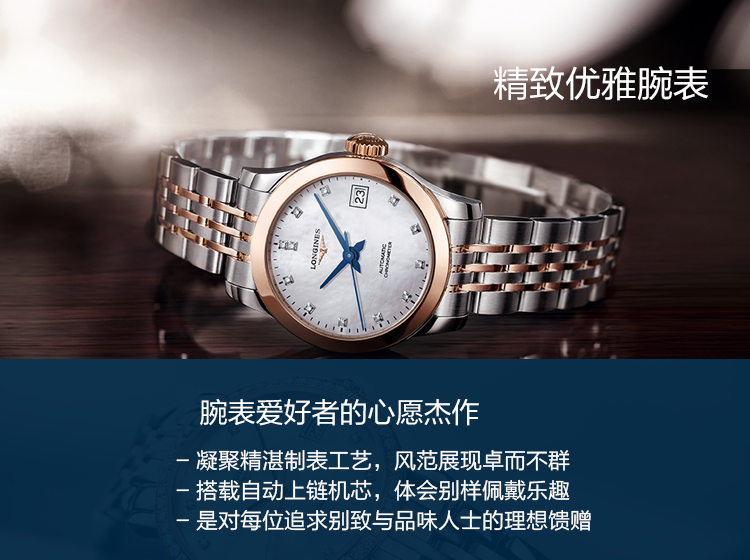 精致优雅腕表
23
LONGINES
AUTOMATIC
CHRONOMETER
腕表爱好者的心愿杰作
– 凝聚精湛制表工艺，风范展现卓而不群
– 搭载自动上链机芯，体会别样佩戴乐趣
– 是对每位追求别致与品味人士的理想馈赠